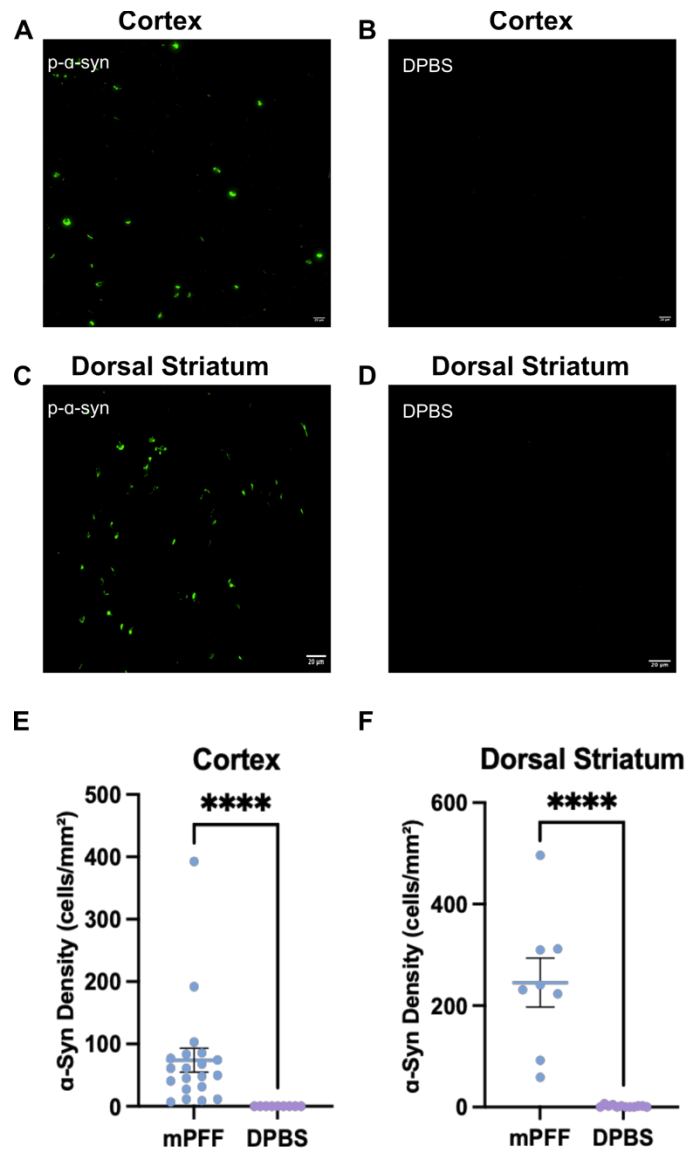 A Cortex
p-α-syn
B Cortex
DPBS
20 µm
C Dorsal Striatum
p-α-syn
20 µm
D Dorsal Striatum
DPBS
20 µm
E
Cortex
α-Syn Density (cells/mm²)
500
400
300
200
100
0
****
mPFF DPBS
F
Dorsal Striatum
α-Syn Density (cells/mm²)
600
400
200
0
****
mPFF DPBS